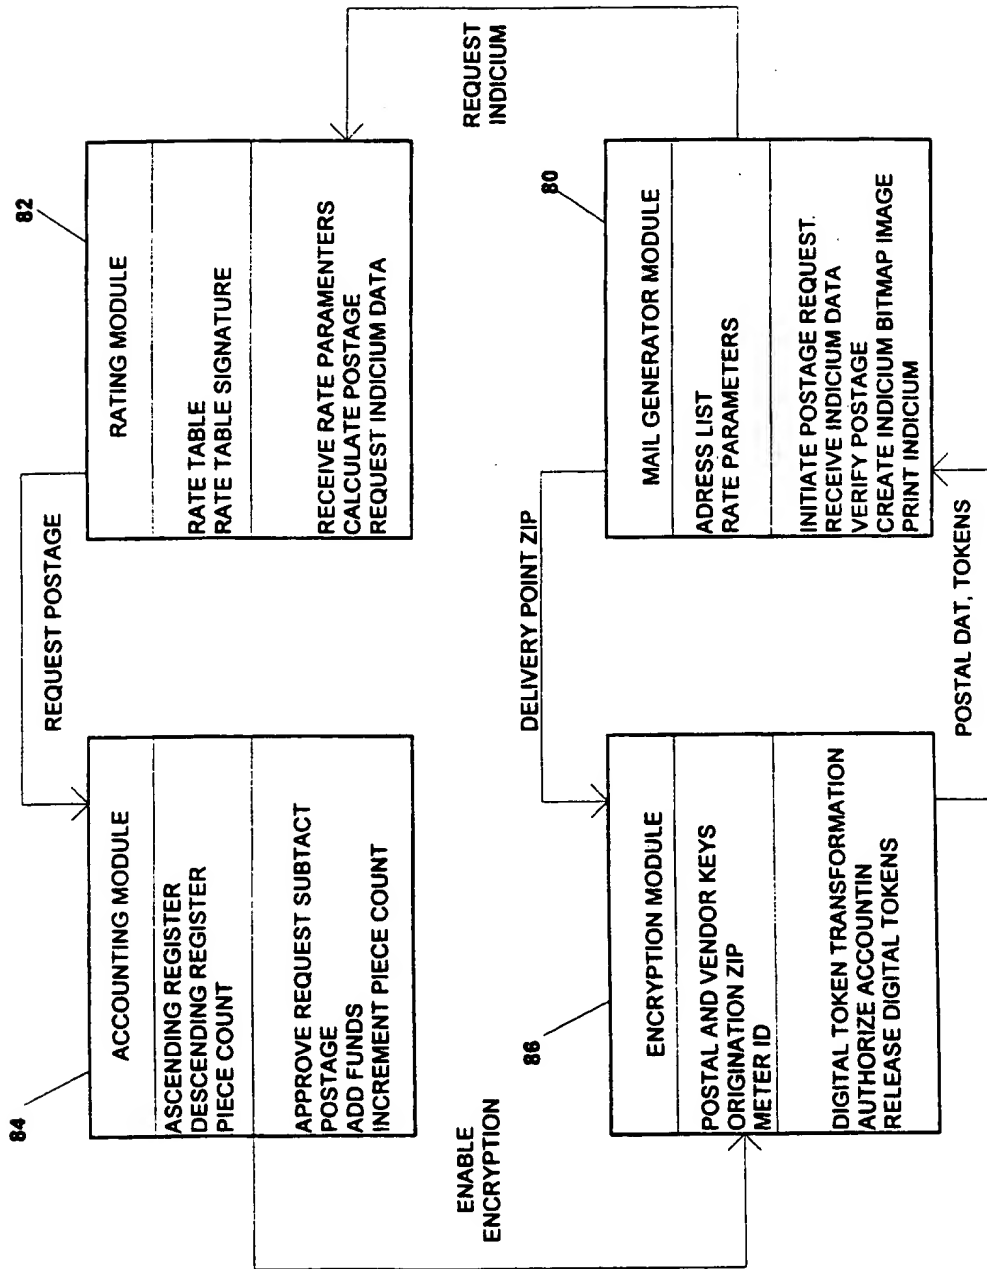 84
ACCOUNTING MODULE
ASCENDING REGISTER
DESCENDING REGISTER
PIECE COUNT
APPROVE REQUEST SUBTACT
POSTAGE
ADD FUNDS
INCREMENT PIECE COUNT
REQUEST POSTAGE
82
RATING MODULE
RATE TABLE
RATE TABLE SIGNATURE
RECEIVE RATE PARAMENTERS
CALCULATE POSTAGE
REQUEST INDICIUM DATA
ENABLE
ENCRYPTION
REQUEST
INDICIUM
86
ENCRYPTION MODULE
POSTAL AND VENDOR KEYS
ORIGINATION ZIP
METER ID
DIGITAL TOKEN TRANSFORMATION
AUTHORIZE ACCOUNTIN
RELEASE DIGITAL TOKENS
DELIVERY POINT ZIP
80
MAIL GENERATOR MODULE
ADRESS LIST
RATE PARAMETERS
INITIATE POSTAGE REQUEST.
RECEIVE INDICIUM DATA
VERIFY POSTAGE
CREATE INDICIUM BITMAP IMAGE
PRINT INDICIUM
POSTAL DAT, TOKENS